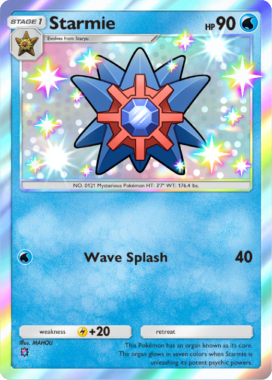 STAGE 1
Starmie
HP 90
Evolves from Staryu
NO. 0121 Mysterious Pokémon HT: 3'7" WT: 176.4 lbs.
Wave Splash 40
Illus. MAHOU
weakness +20 retreat
This Pokémon has an organ known as its core.
The organ glows in seven colors when Starmie is
unleashing its potent psychic powers.